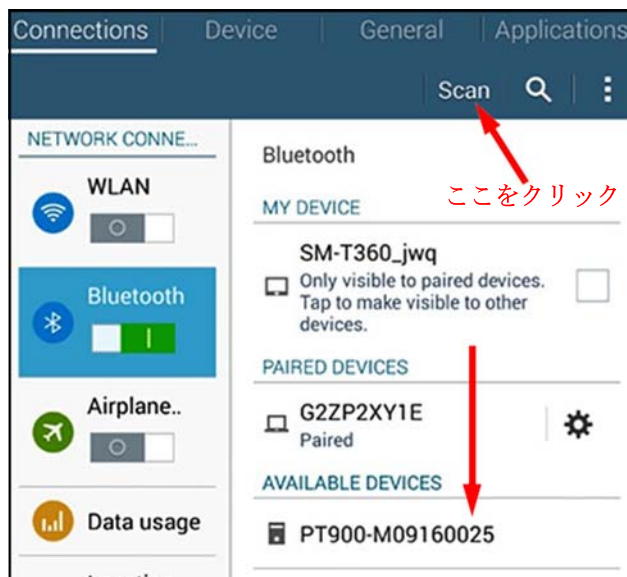 Connections Device General Applications
Scan
NETWORK CONNE...
WLAN
Bluetooth
Airplane..
Data usage
Bluetooth
ここをクリック
MY DEVICE
SM-T360_jwq
Only visible to paired devices.
Tap to make visible to other
devices.
PAIRED DEVICES
G2ZP2XY1E
Paired
AVAILABLE DEVICES
PT900-M09160025